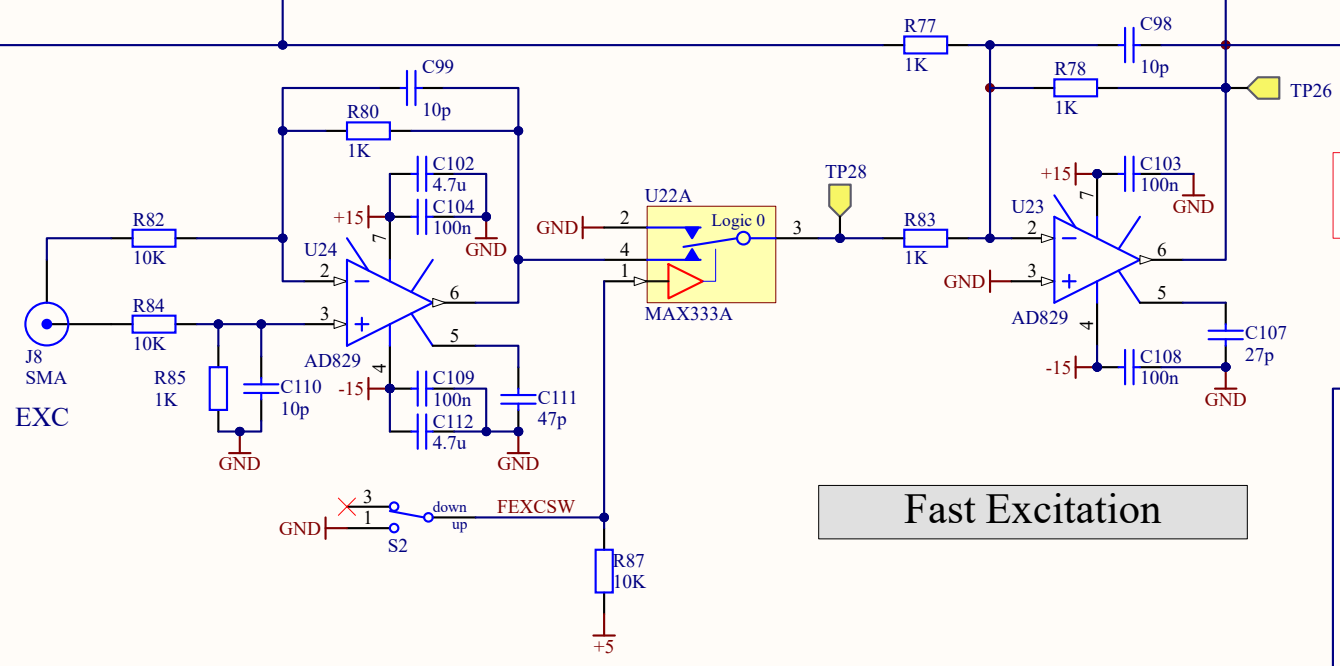 R77
1K
C98
10p
R78
1K
TP26
C99
10p
R80
1K
C102
4.7u
C104
100n
GND
+15
7
R82
10K
U24
2
3
6
5
4
AD829
R84
10K
J8
SMA
EXC
R85
1K
C110
10p
GND
-15
C109
100n
C112
4.7u
C111
47p
GND
U22A
Logic 0
GND
2
4
1
3
MAX333A
TP28
R83
1K
+15
7
C103
100n
GND
U23
2
GND
3
6
5
4
AD829
C107
27p
-15
C108
100n
GND
3
1
GND
S2
down
up
FEXCSW
R87
10K
+5
Fast Excitation